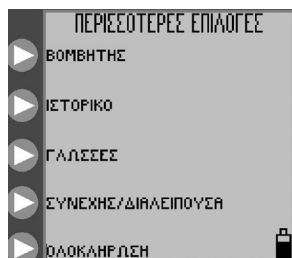 ΠΕΡΙΣΣΟΤΕΡΕΣ ΕΠΙΛΟΓΕΣ
ΒΟΜΒΗΤΗΣ
ΙΣΤΟΡΙΚΟ
ΓΛΩΣΣΕΣ
ΣΥΝΕΧΗΣ/ΔΙΑΛΕΙΠΟΥΣΑ
ΟΛΟΚΛΗΡΩΣΗ